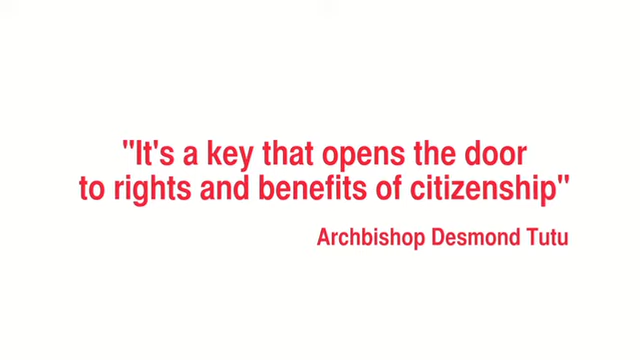 "It's a key that opens the door
to rights and benefits of citizenship"
Archbishop Desmond Tutu